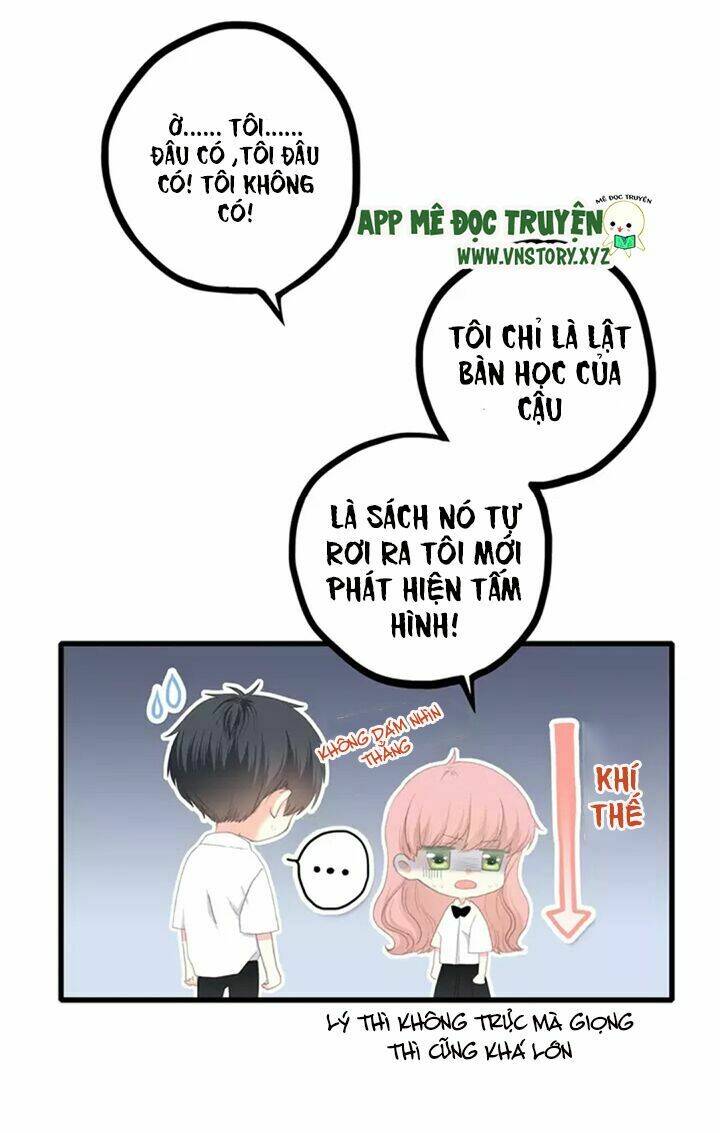 Ờ...... TÔI......
ĐÂU CÓ ,TÔI ĐÂU
CÓ! TÔI KHÔNG
CÓ!
MÊ ĐỌC TRUYỆN
APP MÊ ĐỌC TRUYỆN
WWW.VNSTORY.XYZ
TÔI CHỈ LÀ LẬT
BÀN HỌC CỦA
CẬU
LÀ SÁCH NÓ TỰ
RƠI RA TÔI MỚI
PHÁT HIỆN TẤM
HÌNH!
KHÔNG DÁM NHÌN
THẲNG
KHÍ
THẾ
...
LÝ THÌ KHÔNG TRỰC MÀ GIỌNG
THÌ CŨNG KHÁ LỚN